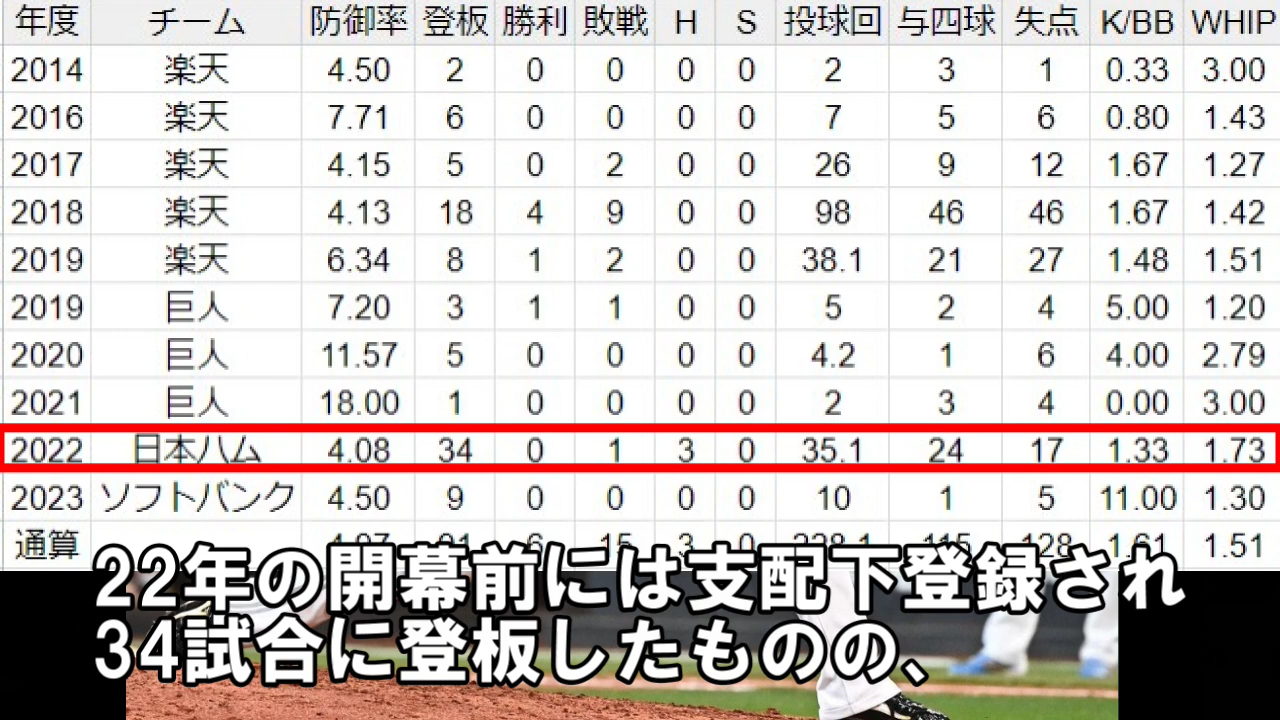 年度 チーム 防御率 登板 勝利 敗戦 H S 投球回 与四球 失点 K/BB WHIP
2014 楽天 4.50 2 0 0 0 0 2 3 1 0.33 3.00
2016 楽天 7.71 6 0 0 0 0 7 5 6 0.80 1.43
2017 楽天 4.15 5 0 2 0 0 26 9 12 1.67 1.27
2018 楽天 4.13 18 4 9 0 0 98 46 46 1.67 1.42
2019 楽天 6.34 8 1 2 0 0 38.1 21 27 1.48 1.51
2019 巨人 7.20 3 1 1 0 0 5 2 4 5.00 1.20
2020 巨人 11.57 5 0 0 0 0 4.2 1 6 4.00 2.79
2021 巨人 18.00 1 0 0 0 0 2 3 4 0.00 3.00
2022 日本ハム 4.08 34 0 1 3 0 35.1 24 17 1.33 1.73
2023 ソフトバンク 4.50 9 0 0 0 0 10 1 5 11.00 1.30
通算 6 15 3 0 228.1 115 128 1.61 1.51
22年の開幕前には支配下登録され
34試合に登板したものの、